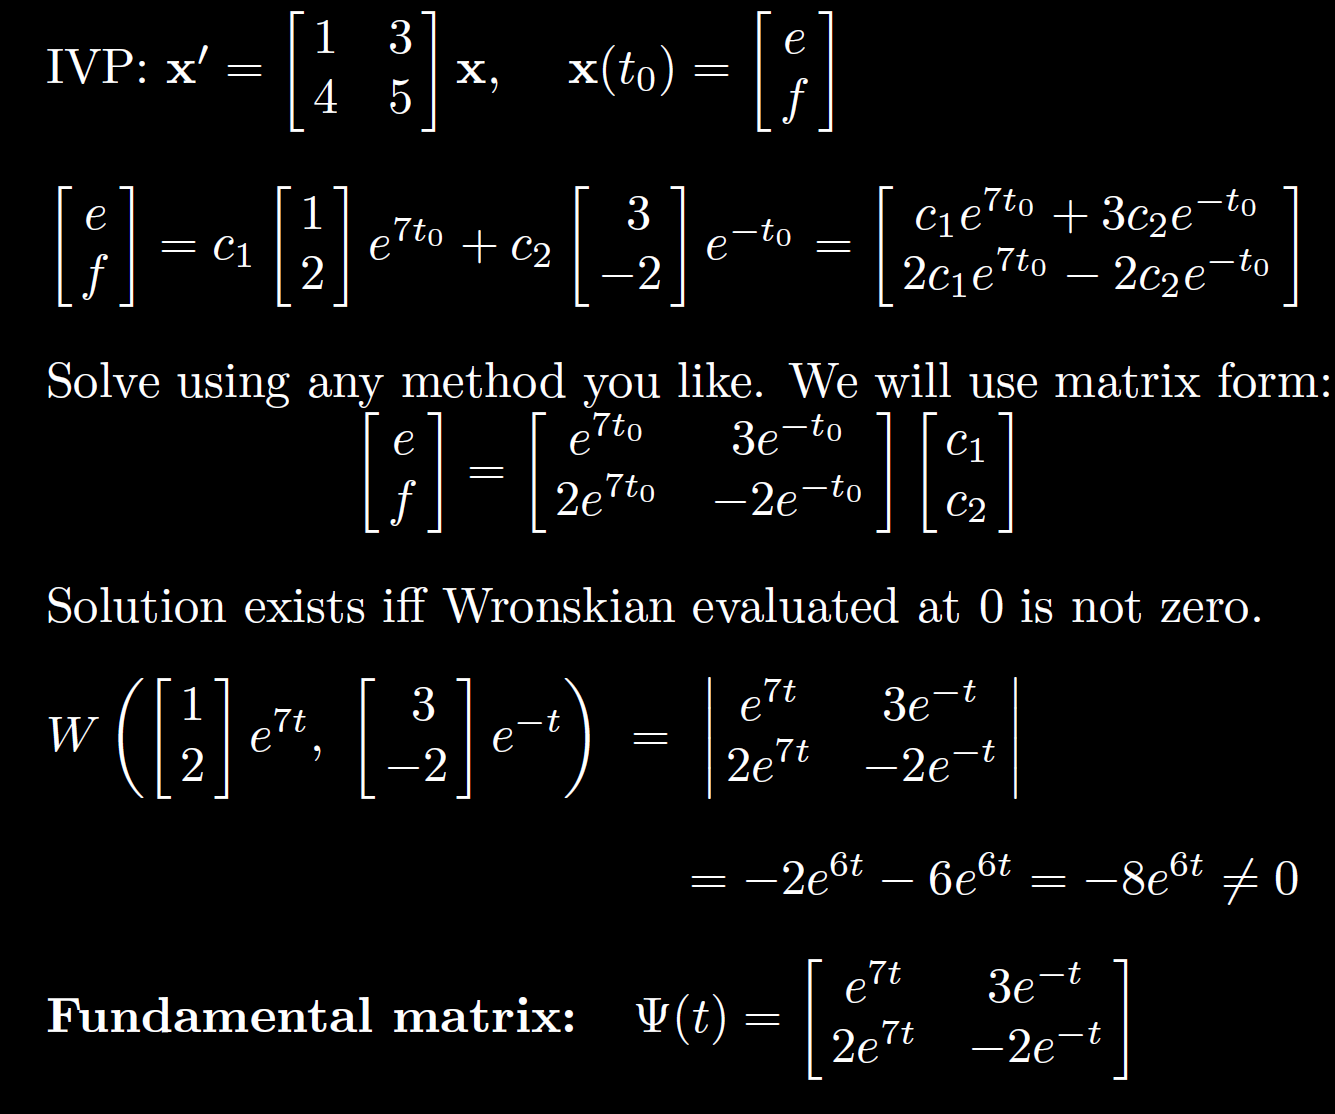 IVP: x′ = [1 3; 4 5] x, x(t₀) = [e; f]
[e; f] = c₁ [1; 2] e^{7t₀} + c₂ [3; −2] e^{−t₀} = [c₁e^{7t₀} + 3c₂e^{−t₀}; 2c₁e^{7t₀} − 2c₂e^{−t₀}]
Solve using any method you like. We will use matrix form:
[e; f] = [e^{7t₀} 3e^{−t₀}; 2e^{7t₀} −2e^{−t₀}] [c₁; c₂]
Solution exists iff Wronskian evaluated at 0 is not zero.
W ([1; 2] e^{7t}, [3; −2] e^{−t}) = |e^{7t} 3e^{−t}; 2e^{7t} −2e^{−t}|
= −2e^{6t} − 6e^{6t} = −8e^{6t} ≠ 0
Fundamental matrix: Ψ(t) = [e^{7t} 3e^{−t}; 2e^{7t} −2e^{−t}]